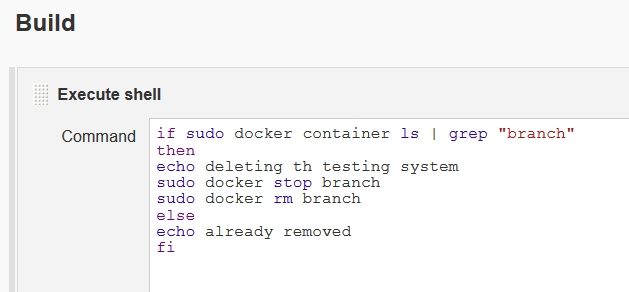 Build
Execute shell
Command
if sudo docker container ls | grep "branch"
then
echo deleting th testing system
sudo docker stop branch
sudo docker rm branch
else
echo already removed
fi